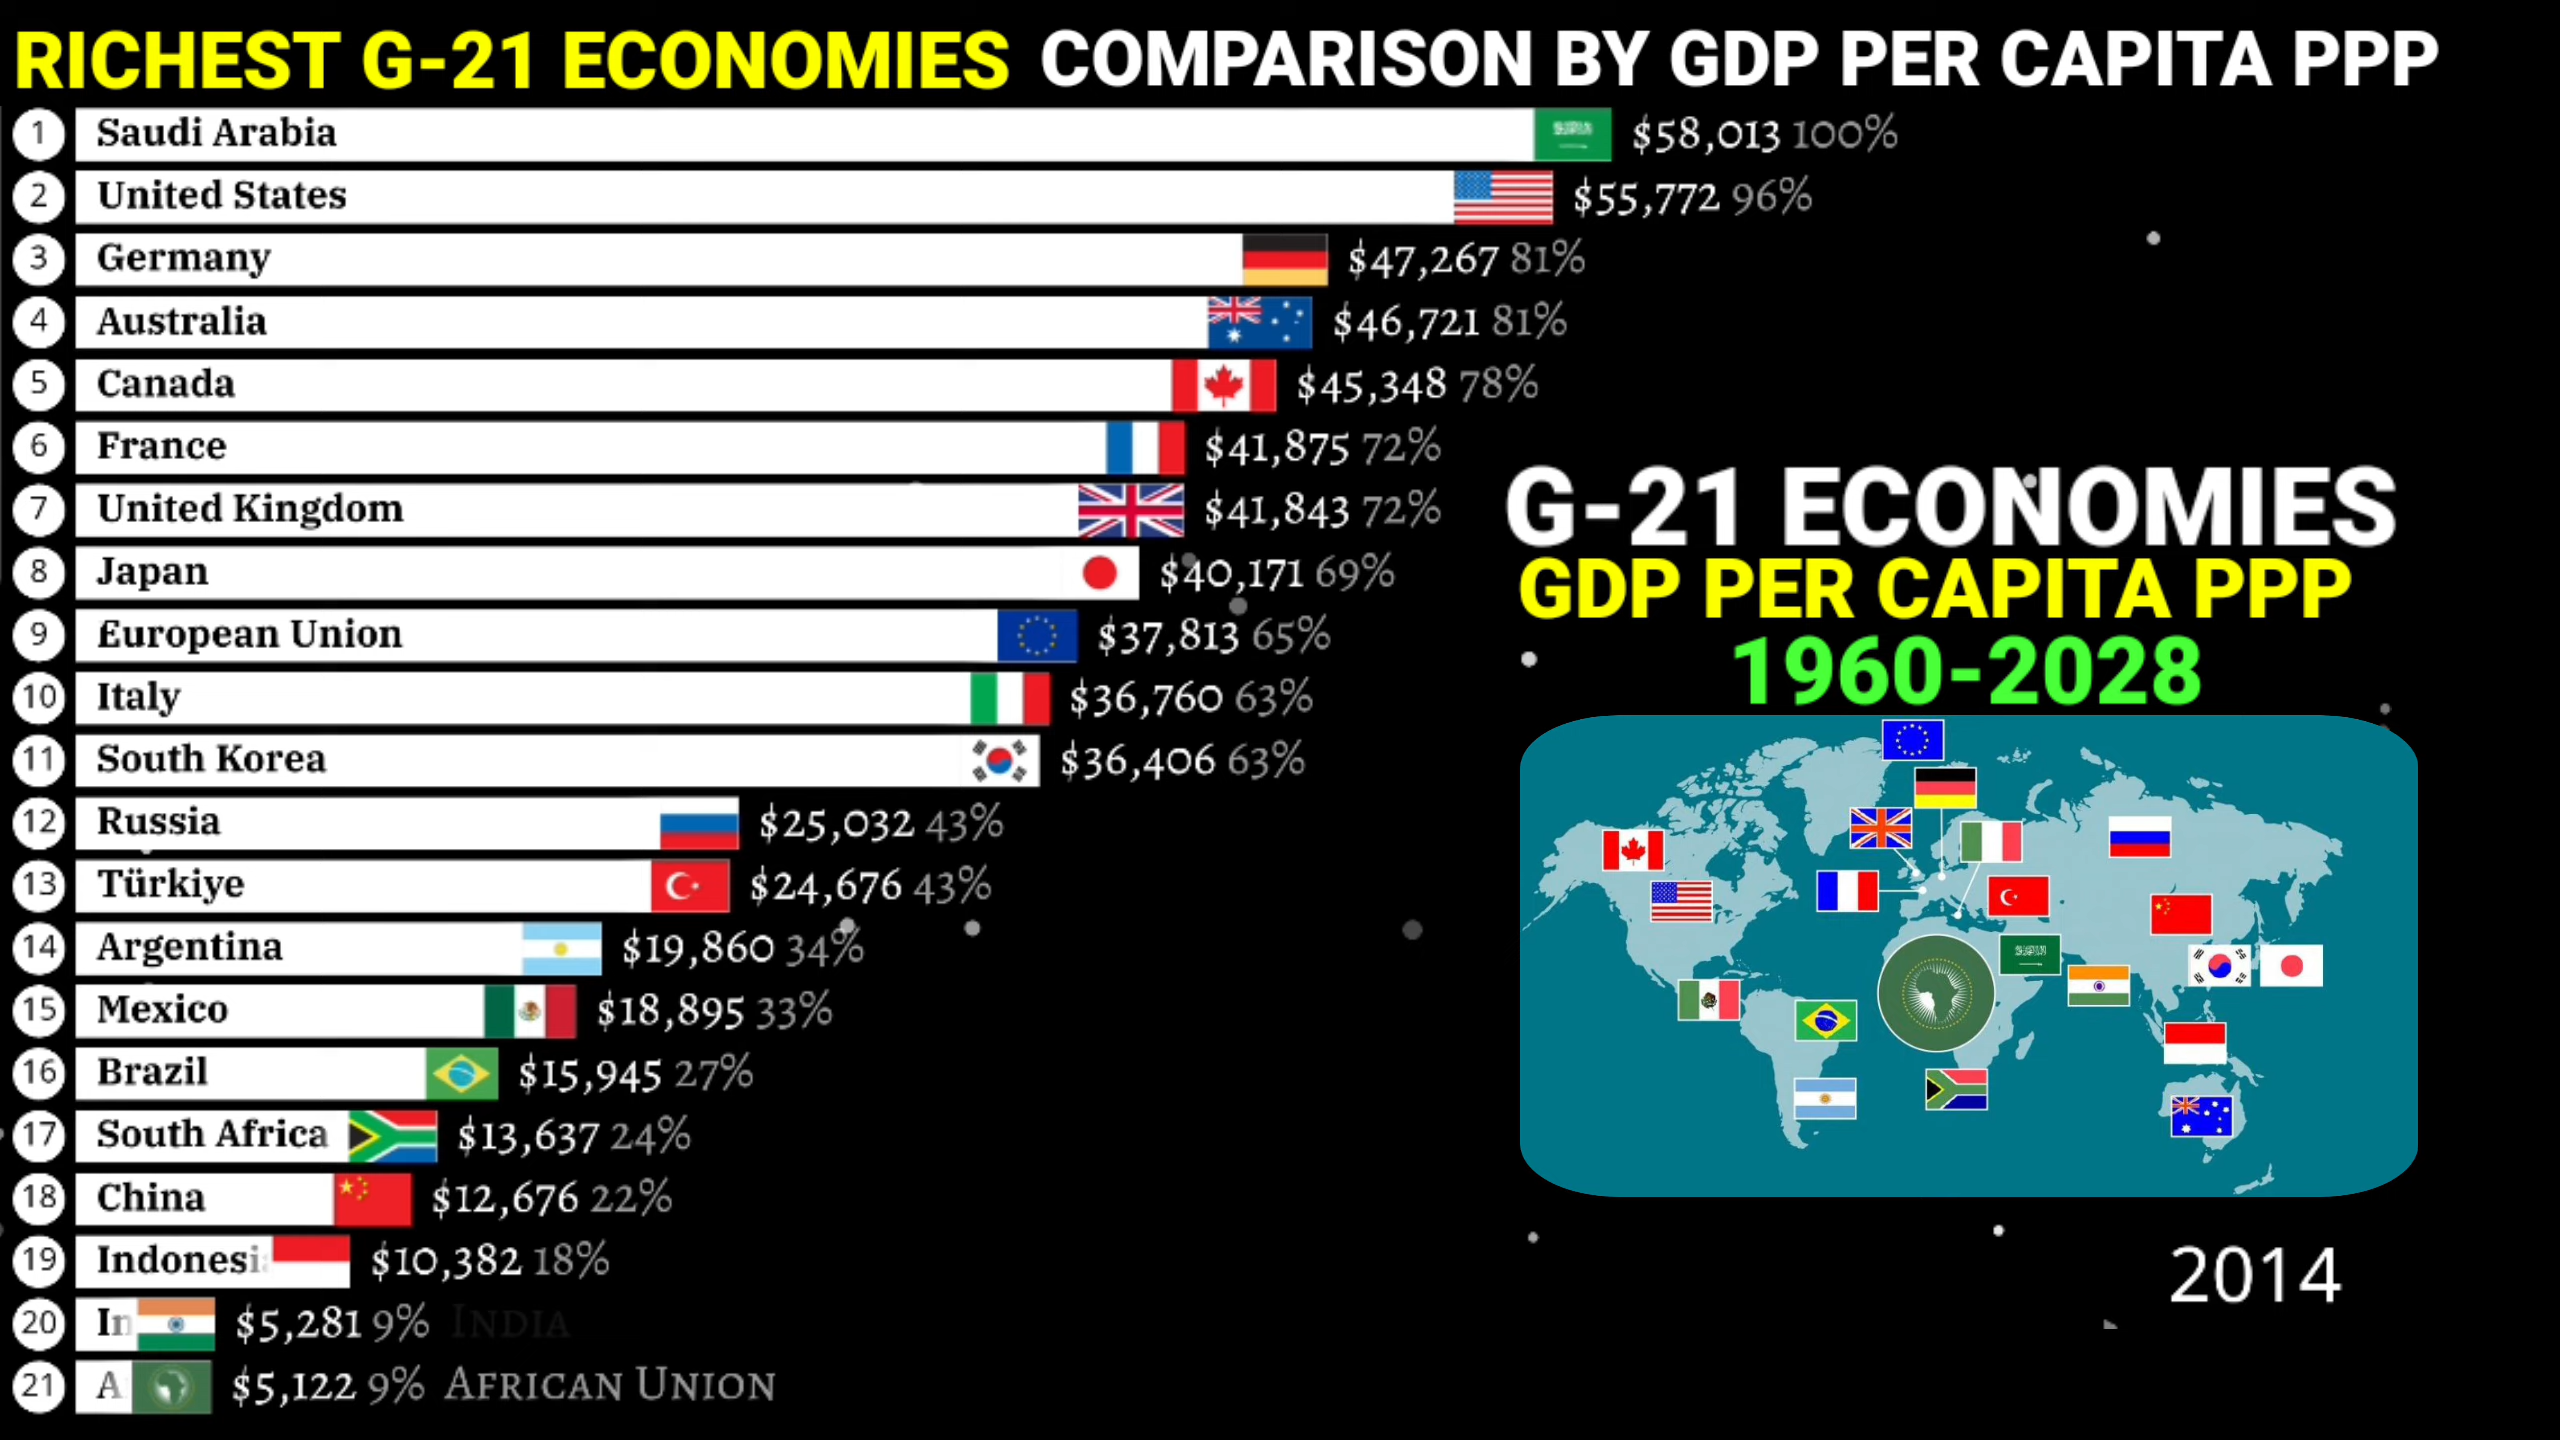 RICHEST G-21 ECONOMIES COMPARISON BY GDP PER CAPITA PPP
1 Saudi Arabia $58,013 100%
2 United States $55,772 96%
3 Germany $47,267 81%
4 Australia $46,721 81%
5 Canada $45,348 78%
6 France $41,875 72%
7 United Kingdom $41,843 72%
8 Japan $40,171 69%
9 European Union $37,813 65%
10 Italy $36,760 63%
11 South Korea $36,406 63%
12 Russia $25,032 43%
13 Türkiye $24,676 43%
14 Argentina $19,860 34%
15 Mexico $18,895 33%
16 Brazil $15,945 27%
17 South Africa $13,637 24%
18 China $12,676 22%
19 Indonesi $10,382 18%
20 In $5,281 9% INDIA
21 A $5,122 9% AFRICAN UNION
G-21 ECONOMIES
GDP PER CAPITA PPP
1960-2028
2014